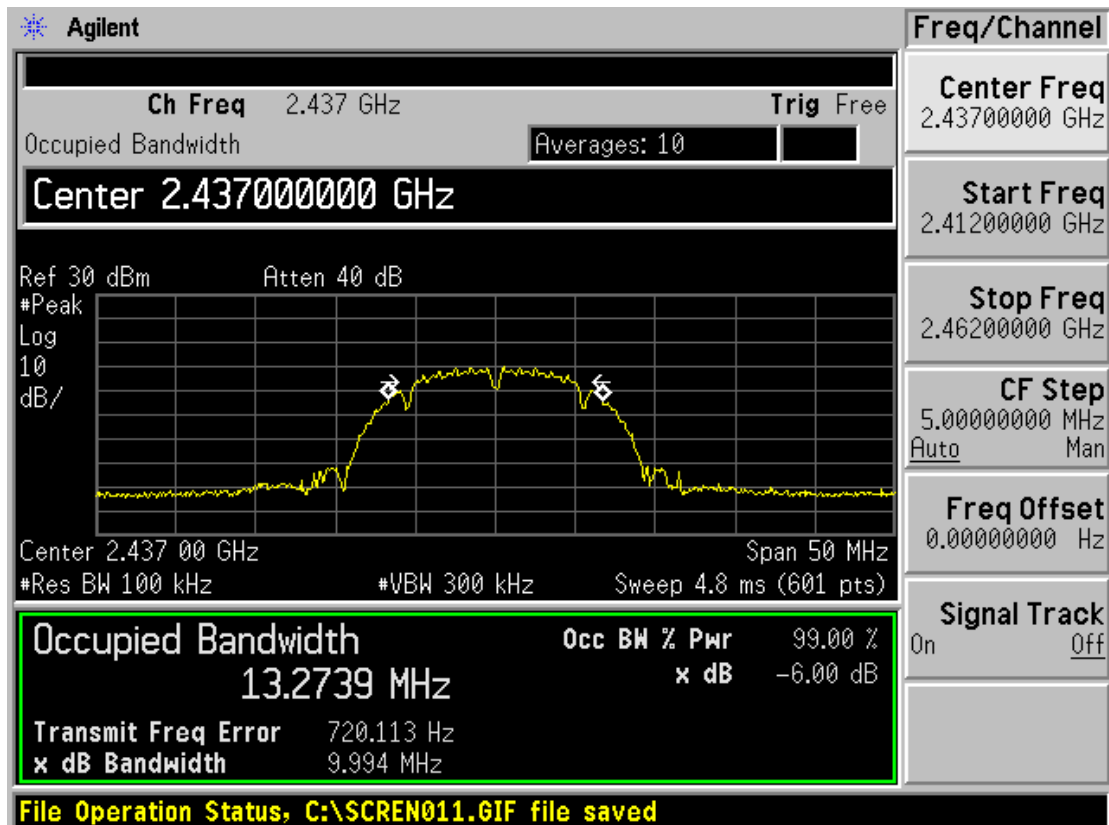 Agilent
Freq/Channel
Ch Freq 2.437 GHz Trig Free
Occupied Bandwidth Averages: 10
Center 2.437000000 GHz
Ref 30 dBm Atten 40 dB
#Peak
Log
10
dB/
Center 2.437 00 GHz Span 50 MHz
#Res BW 100 kHz #VBW 300 kHz Sweep 4.8 ms (601 pts)
Occupied Bandwidth Occ BW % Pwr 99.00 %
13.2739 MHz x dB -6.00 dB
Transmit Freq Error 720.113 Hz
x dB Bandwidth 9.994 MHz
Center Freq
2.43700000 GHz
Start Freq
2.41200000 GHz
Stop Freq
2.46200000 GHz
CF Step
5.00000000 MHz
Auto Man
Freq Offset
0.00000000 Hz
Signal Track
On Off
File Operation Status, C:\SCREN011.GIF file saved